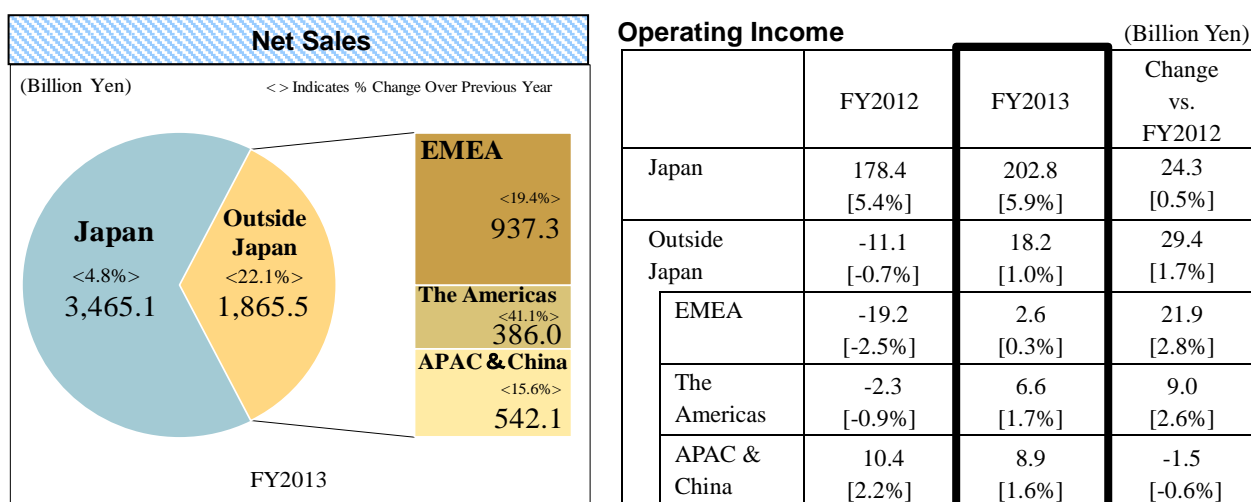 Net Sales
(Billion Yen)
< > Indicates % Change Over Previous Year
Japan
<4.8%>
3,465.1
Outside
Japan
<22.1%>
1,865.5
EMEA
<19.4%>
937.3
The Americas
<41.1%>
386.0
APAC & China
<15.6%>
542.1
FY2013
Operating Income (Billion Yen)
FY2012 FY2013 Change vs. FY2012
Japan 178.4 202.8 24.3
[5.4%] [5.9%] [0.5%]
Outside -11.1 18.2 29.4
Japan [-0.7%] [1.0%] [1.7%]
EMEA -19.2 2.6 21.9
[-2.5%] [0.3%] [2.8%]
The -2.3 6.6 9.0
Americas [-0.9%] [1.7%] [2.6%]
APAC & 10.4 8.9 -1.5
China [2.2%] [1.6%] [-0.6%]